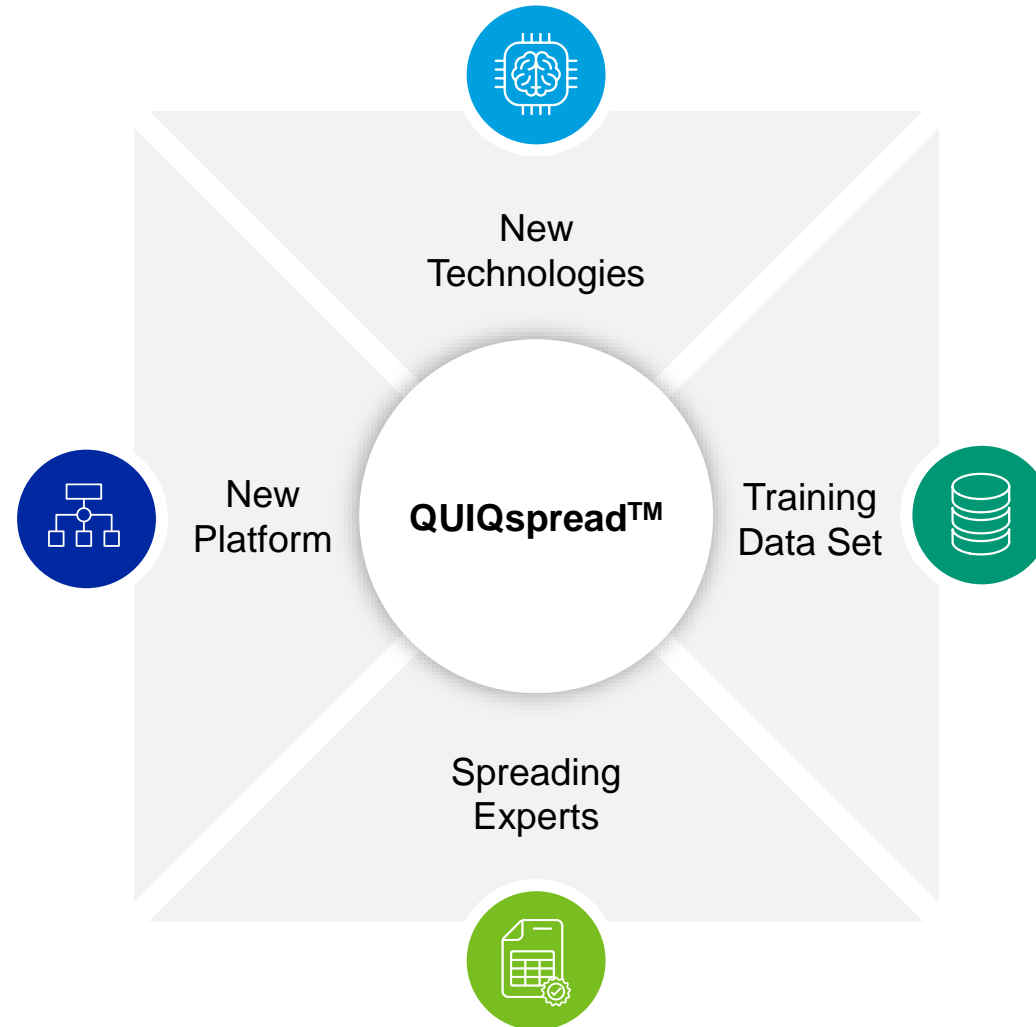 New
Technologies
New
Platform
QUIQspread™
Training
Data Set
Spreading
Experts